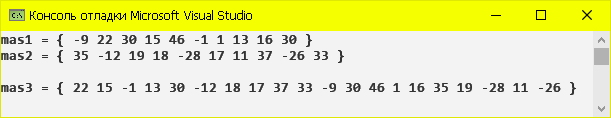 Консоль отладки Microsoft Visual Studio
mas1 = { -9 22 30 15 46 -1 1 13 16 30 }
mas2 = { 35 -12 19 18 -28 17 11 37 -26 33 }
mas3 = { 22 15 -1 13 30 -12 18 17 37 33 -9 30 46 1 16 35 19 -28 11 -26 }